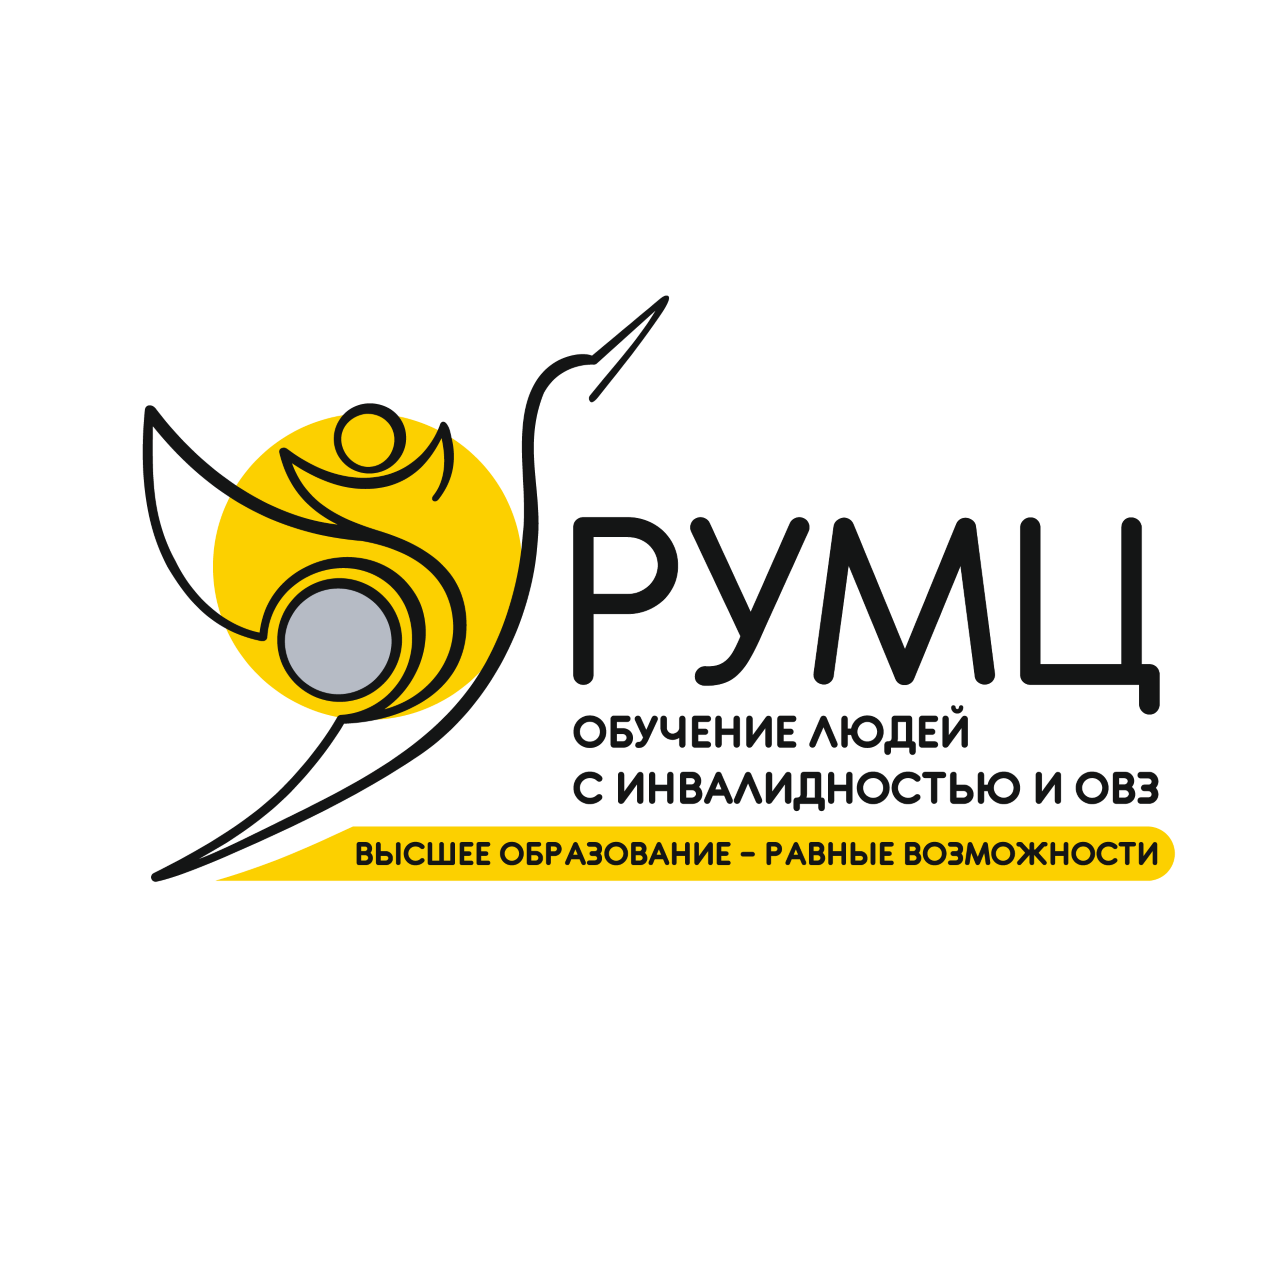 РУМЦ
ОБУЧЕНИЕ ЛЮДЕЙ
С ИНВАЛИДНОСТЬЮ И ОВЗ
ВЫСШЕЕ ОБРАЗОВАНИЕ – РАВНЫЕ ВОЗМОЖНОСТИ